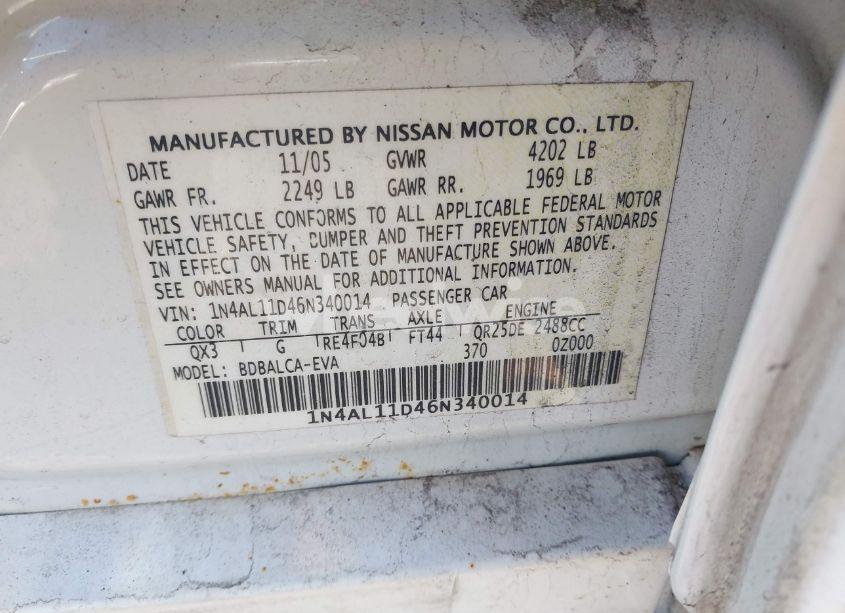 MANUFACTURED BY NISSAN MOTOR CO., LTD.
DATE 11/05 GVWR 4202 LB
GAWR FR. 2249 LB GAWR RR. 1969 LB
THIS VEHICLE CONFORMS TO ALL APPLICABLE FEDERAL MOTOR
VEHICLE SAFETY, BUMPER AND THEFT PREVENTION STANDARDS
IN EFFECT ON THE DATE OF MANUFACTURE SHOWN ABOVE.
SEE OWNERS MANUAL FOR ADDITIONAL INFORMATION.
VIN: 1N4AL11D46N340014 PASSENGER CAR
COLOR TRIM TRANS AXLE ENGINE
QX3 G RE4F04B FT44 QR25DE 2488CC
MODEL: BDBALCA-EVA 370 0Z000
1N4AL11D46N340014